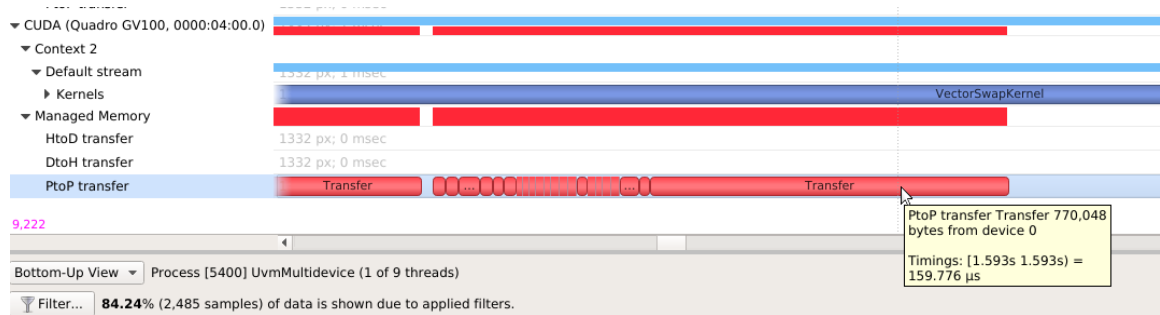 CUDA (Quadro GV100, 0000:04:00.0)
Context 2
Default stream
1332 px, 1 msec
Kernels
VectorSwapKernel
Managed Memory
HtoD transfer
1332 px; 0 msec
DtoH transfer
1332 px; 0 msec
PtoP transfer
Transfer
...
...
Transfer
PtoP transfer Transfer 770,048
bytes from device 0
Timings: [1.593s 1.593s) =
159.776 µs
9,222
Bottom-Up View
Process [5400] UvmMultidevice (1 of 9 threads)
Filter...
84.24% (2,485 samples) of data is shown due to applied filters.